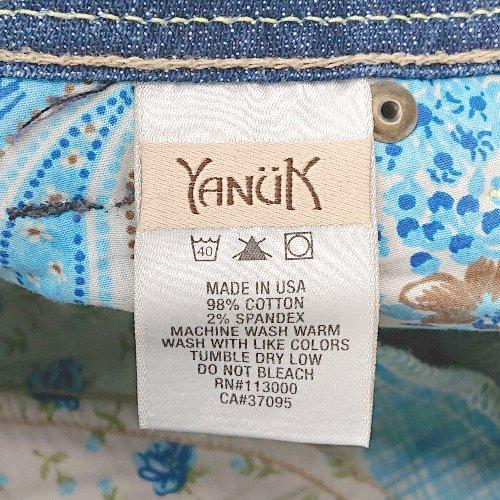 YANÜK
40
MADE IN USA
98% COTTON
2% SPANDEX
MACHINE WASH WARM
WASH WITH LIKE COLORS
TUMBLE DRY LOW
DO NOT BLEACH
RN#113000
CA#37095